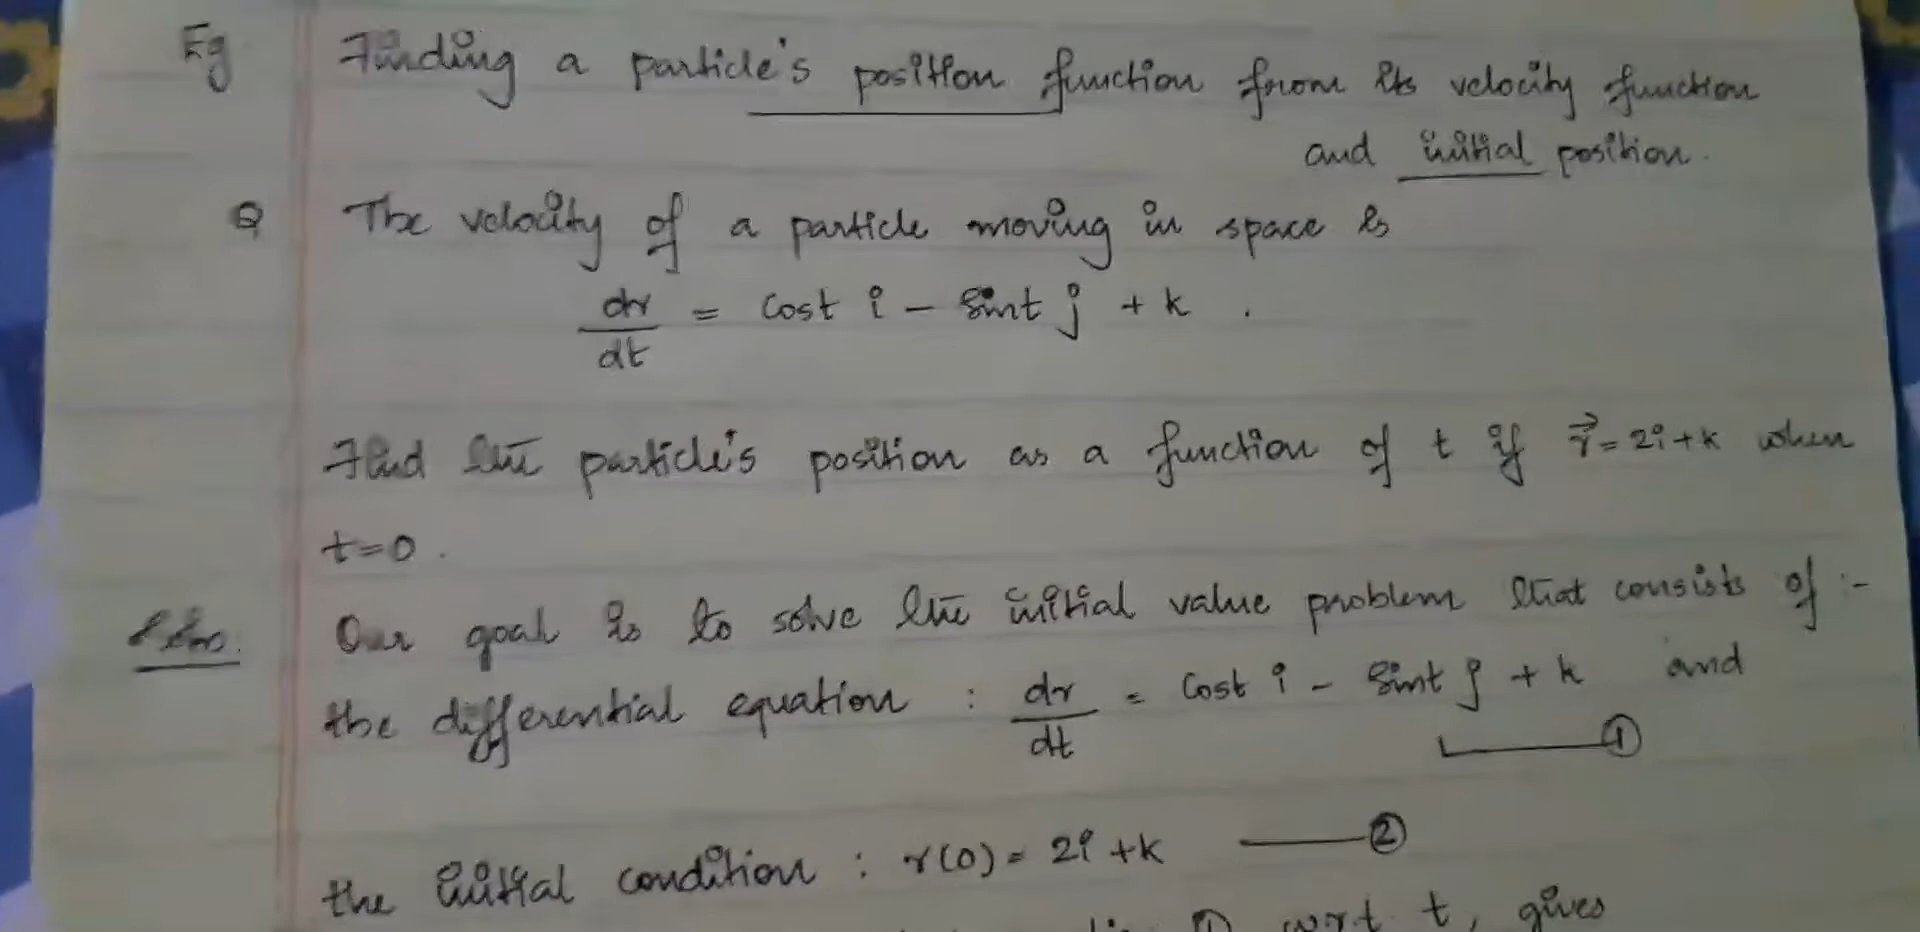 Eg Finding a particle's position function from its velocity function
and initial position.
Q The velocity of a particle moving in space is
dr/dt = cost i - sint j + k .
Find the particle's position as a function of t if r⃗ = 2i + k when
t = 0 .
Our goal is to solve the initial value problem that consists of :-
the differential equation : dr/dt = cost i - sint j + k and
①
the initial condition : r(0) = 2i + k ②
① w.r.t t, gives